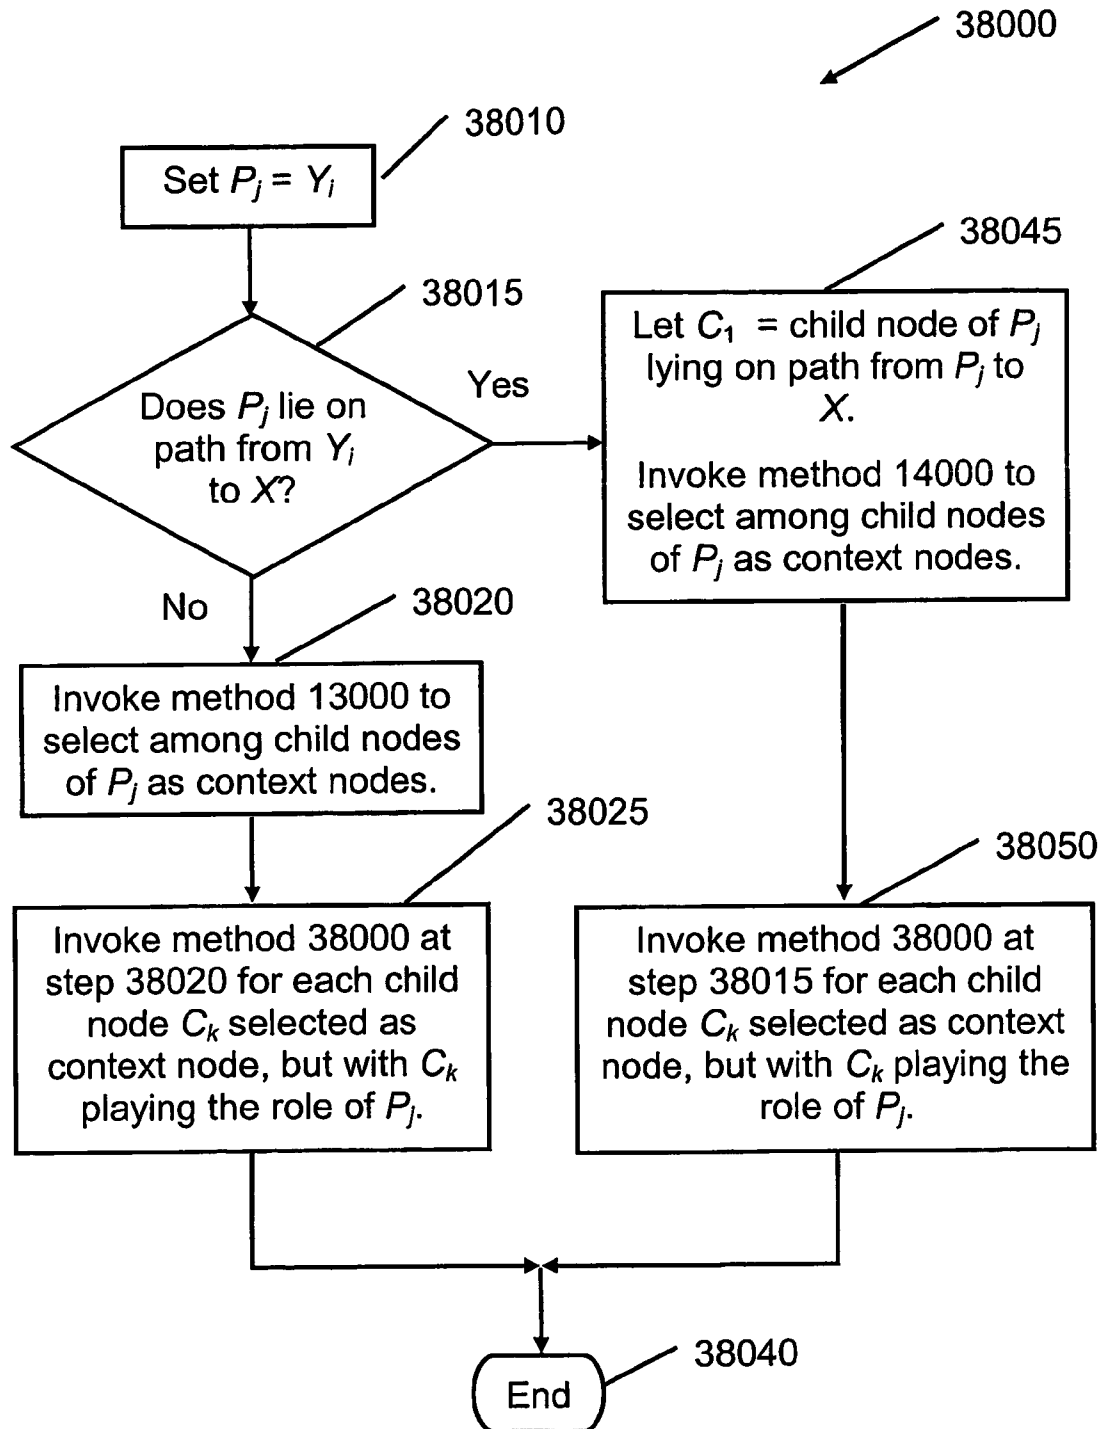 38000
38010
Set Pj = Yi
38015
Does Pj lie on
path from Yi
to X?
Yes
38045
Let C1 = child node of Pj
lying on path from Pj to
X.
Invoke method 14000 to
select among child nodes
of Pj as context nodes.
No
38020
Invoke method 13000 to
select among child nodes
of Pj as context nodes.
38025
Invoke method 38000 at
step 38020 for each child
node Ck selected as
context node, but with Ck
playing the role of Pj.
38050
Invoke method 38000 at
step 38015 for each child
node Ck selected as context
node, but with Ck playing the
role of Pj.
38040
End